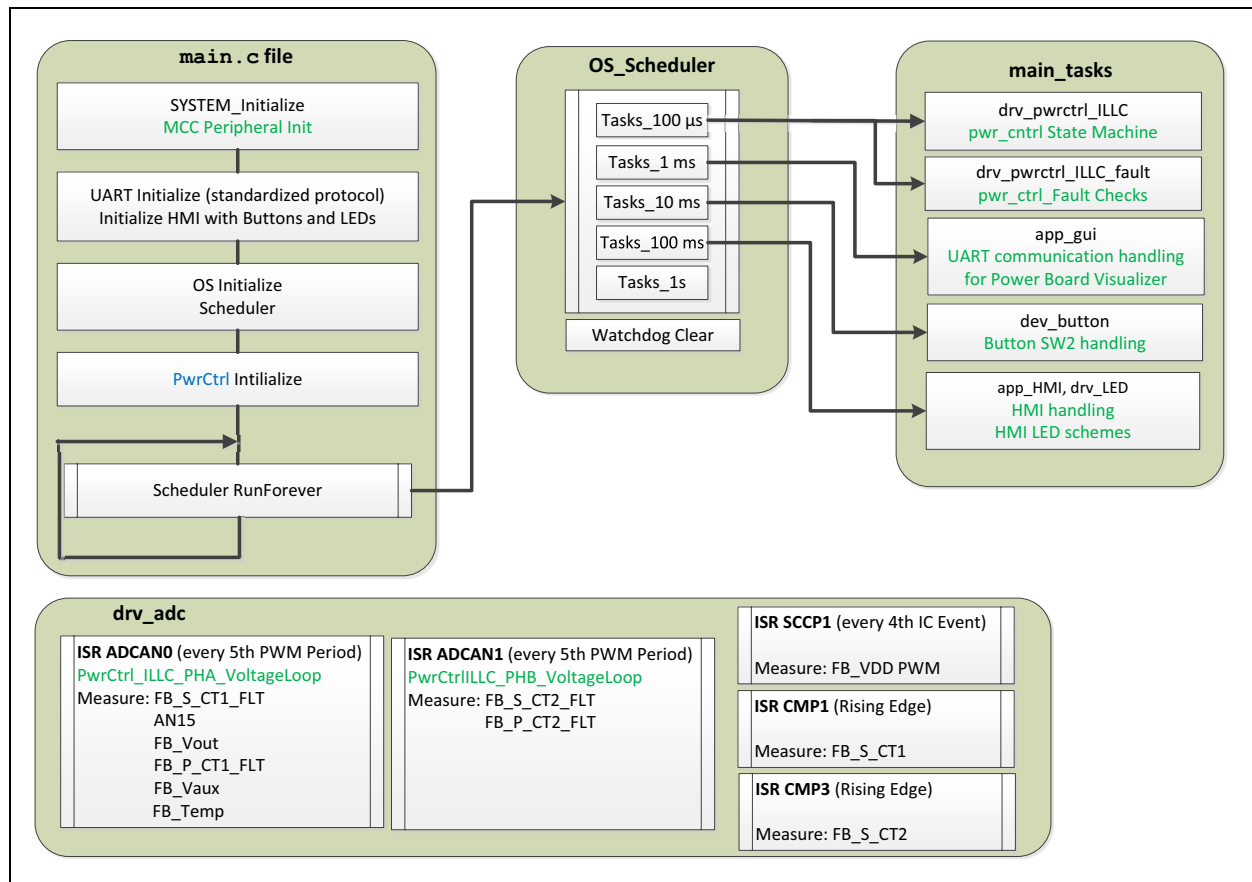 main.c file
SYSTEM_Initialize
MCC Peripheral Init
UART Initialize (standardized protocol)
Initialize HMI with Buttons and LEDs
OS Initialize
Scheduler
PwrCtrl Intilialize
Scheduler RunForever
OS_Scheduler
Tasks_100 µs
Tasks_1 ms
Tasks_10 ms
Tasks_100 ms
Tasks_1s
Watchdog Clear
main_tasks
drv_pwrctrl_ILLC
pwr_cntrl State Machine
drv_pwrctrl_ILLC_fault
pwr_ctrl_Fault Checks
app_gui
UART communication handling
for Power Board Visualizer
dev_button
Button SW2 handling
app_HMI, drv_LED
HMI handling
HMI LED schemes
drv_adc
ISR ADCAN0 (every 5th PWM Period)
PwrCtrl_ILLC_PHA_VoltageLoop
Measure: FB_S_CT1_FLT
AN15
FB_Vout
FB_P_CT1_FLT
FB_Vaux
FB_Temp
ISR ADCAN1 (every 5th PWM Period)
PwrCtrlILLC_PHB_VoltageLoop
Measure: FB_S_CT2_FLT
FB_P_CT2_FLT
ISR SCCP1 (every 4th IC Event)
Measure: FB_VDD PWM
ISR CMP1 (Rising Edge)
Measure: FB_S_CT1
ISR CMP3 (Rising Edge)
Measure: FB_S_CT2